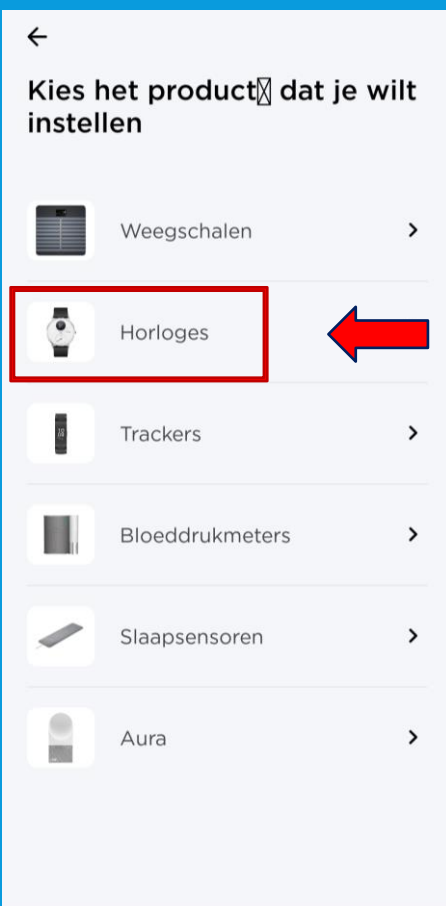 Kies het product dat je wilt
instellen
Weegschalen
Horloges
Trackers
Bloeddrukmeters
Slaapsensoren
Aura